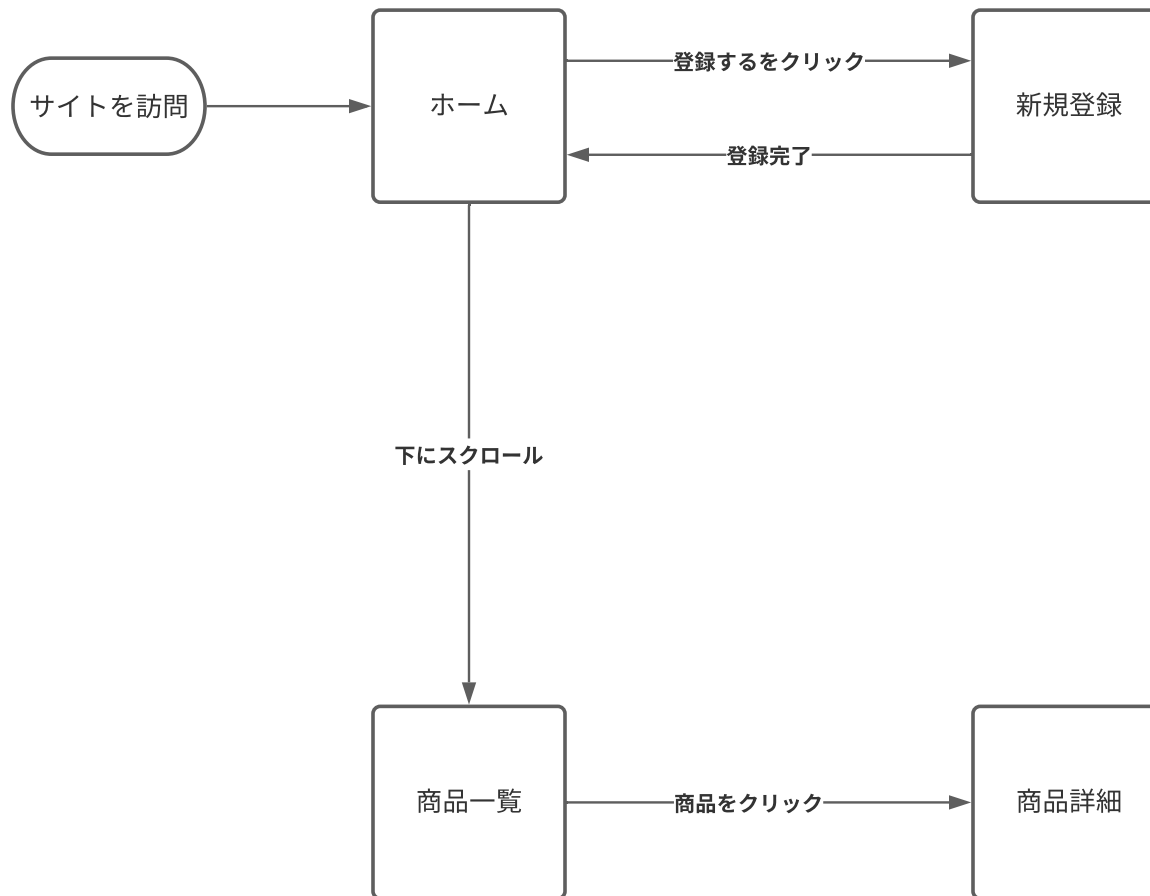 サイトを訪問
ホーム
登録するをクリック
新規登録
登録完了
下にスクロール
商品一覧
商品をクリック
商品詳細